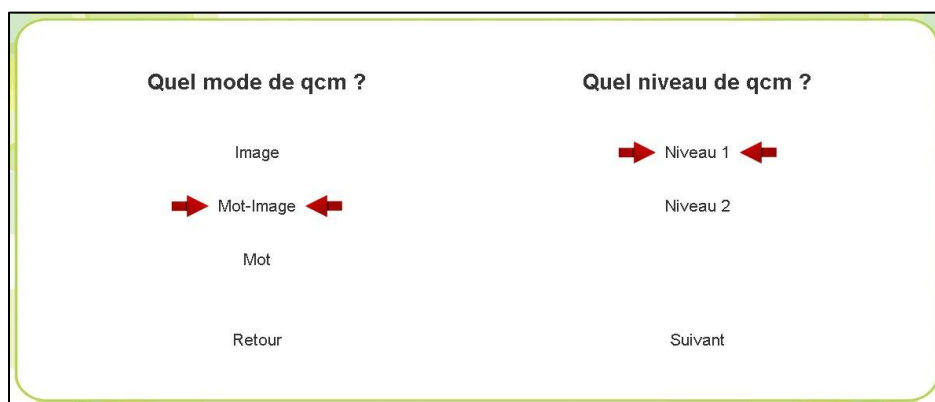 Quel mode de qcm ?
Image
Mot-Image
Mot
Retour
Quel niveau de qcm ?
Niveau 1
Niveau 2
Suivant